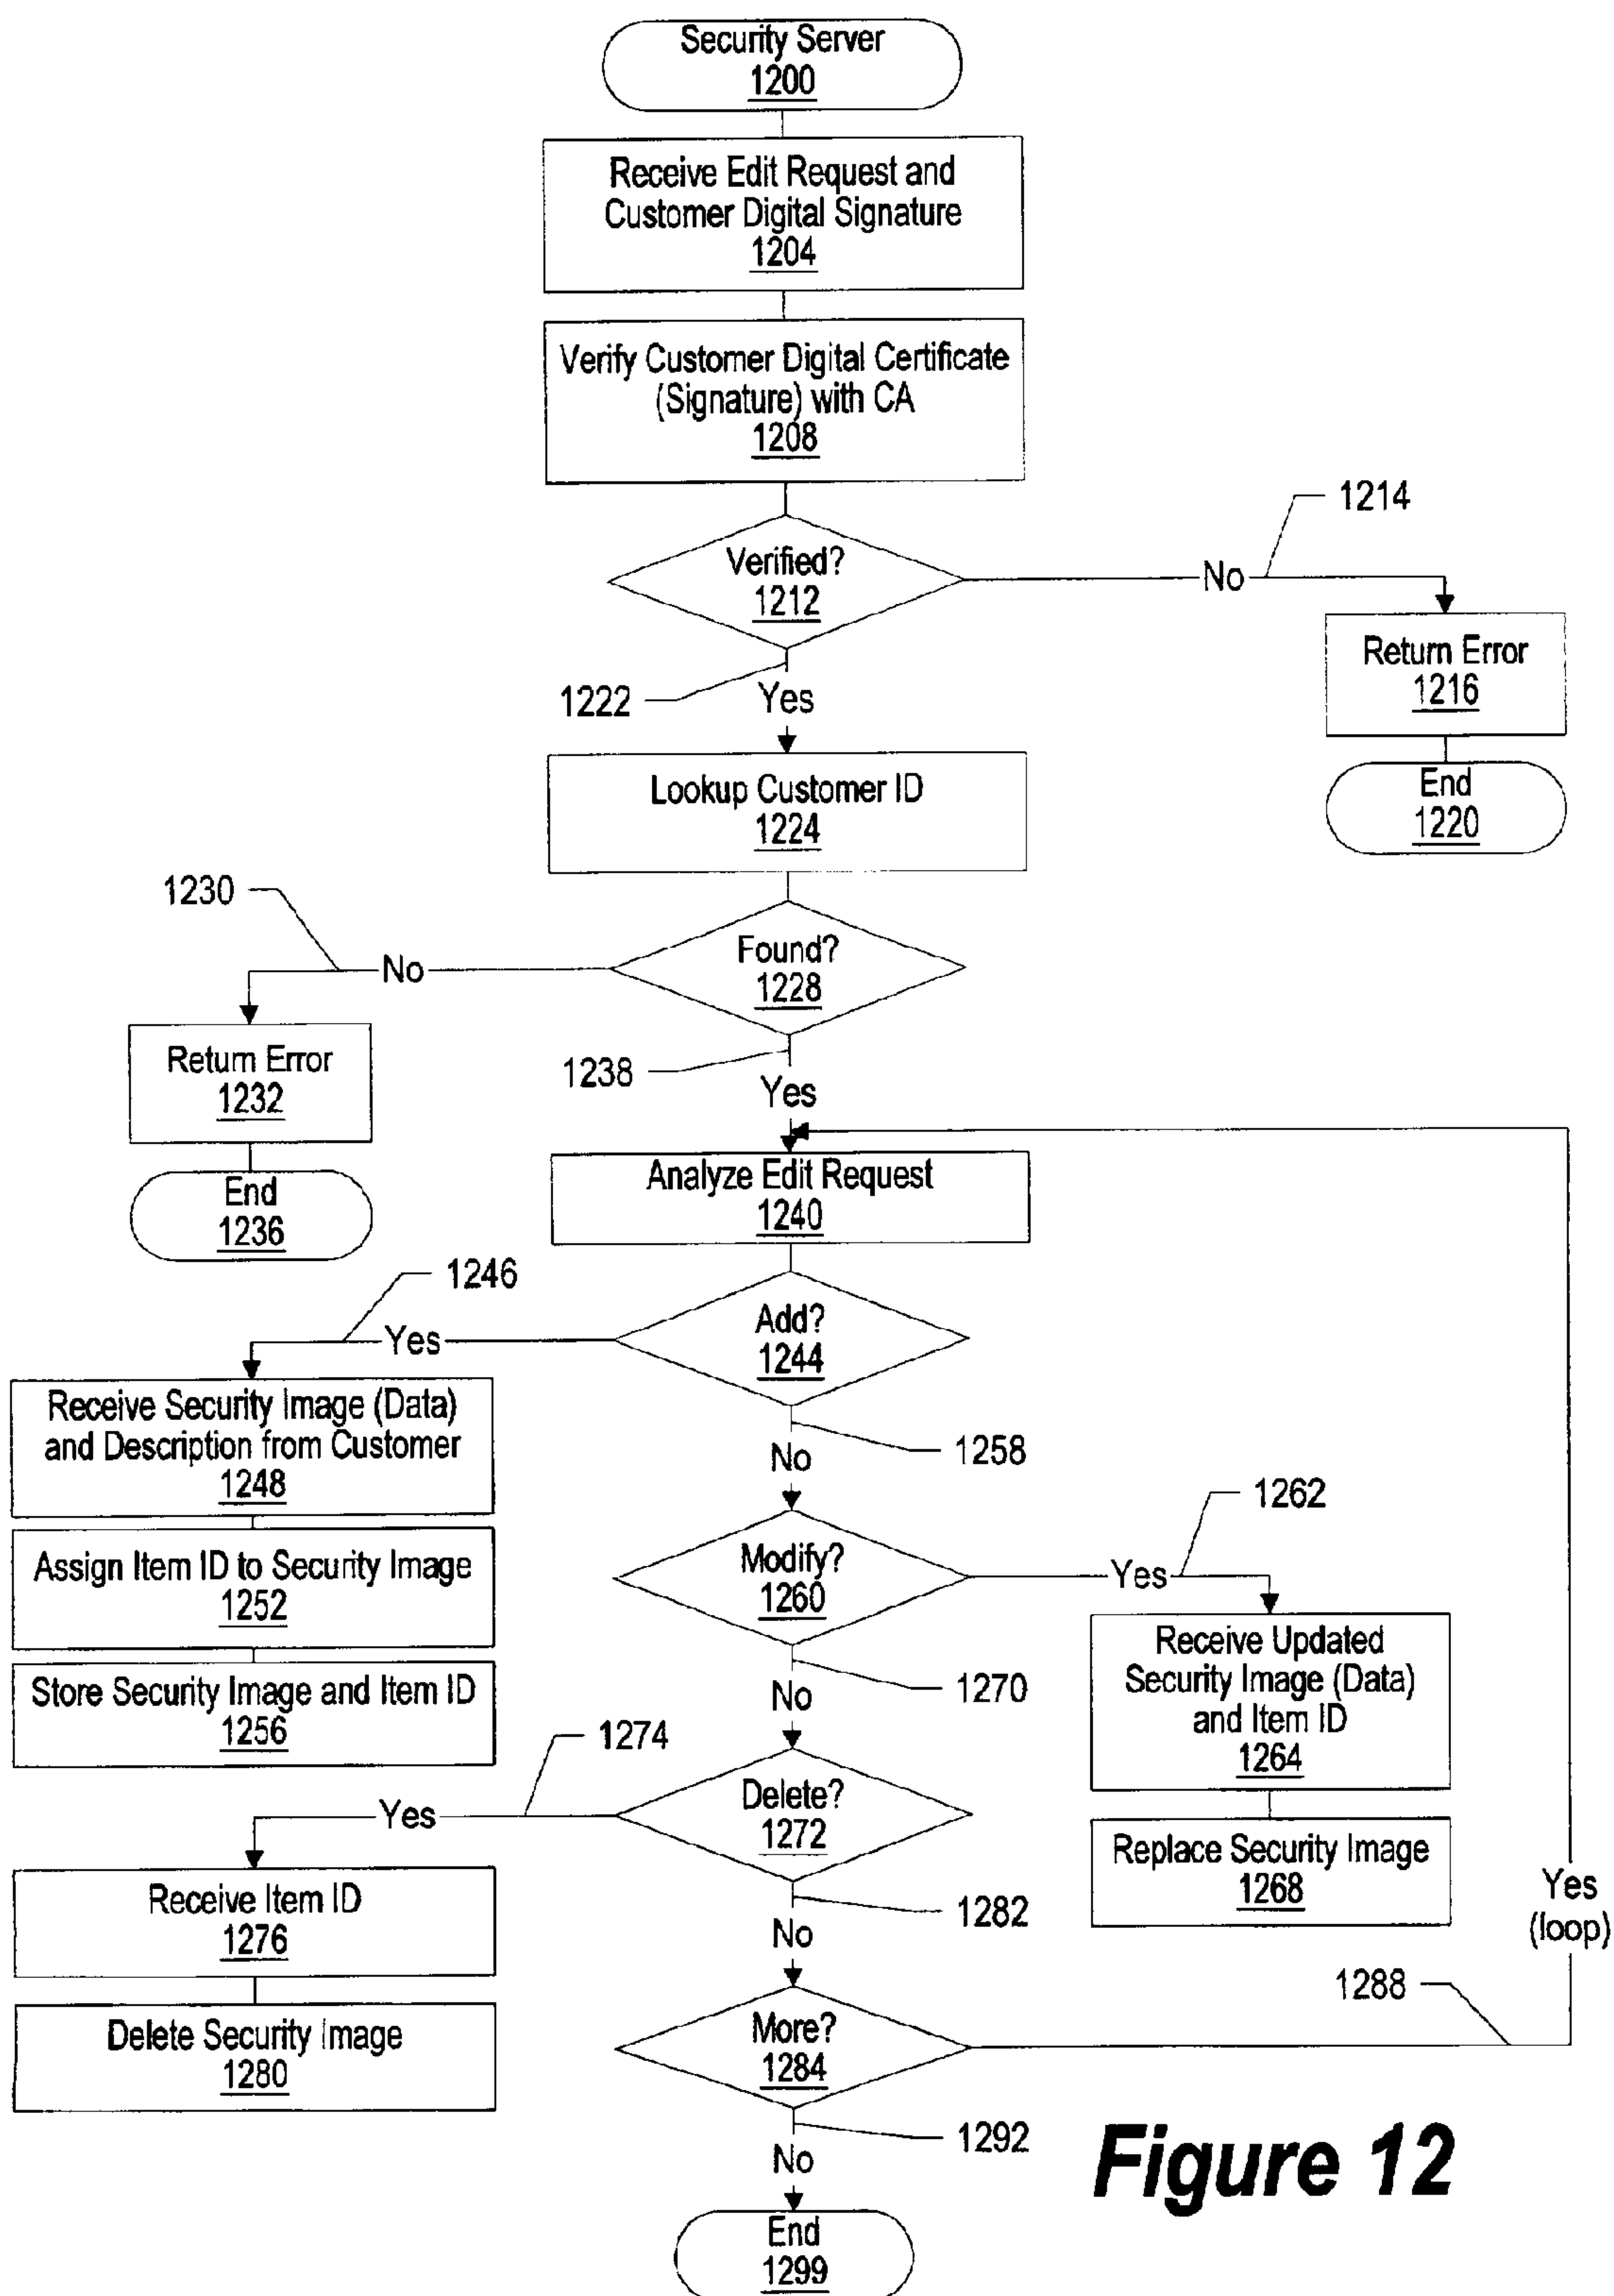 Security Server
1200
Receive Edit Request and
Customer Digital Signature
1204
Verify Customer Digital Certificate
(Signature) with CA
1208
1214
Verified?
1212
No
Return Error
1216
1222
Yes
End
1220
Lookup Customer ID
1224
1230
Found?
1228
No
Return Error
1232
1238
Yes
End
1236
Analyze Edit Request
1240
1246
Add?
1244
Yes
Receive Security Image (Data)
and Description from Customer
1248
1258
No
Assign Item ID to Security Image
1252
1262
Modify?
1260
Yes
Store Security Image and Item ID
1256
Receive Updated
Security Image (Data)
and Item ID
1264
1270
No
1274
Delete?
1272
Yes
Replace Security Image
1268
Receive Item ID
1276
1282
No
Yes
(loop)
Delete Security Image
1280
1288
More?
1284
1292
No
End
1299
Figure 12